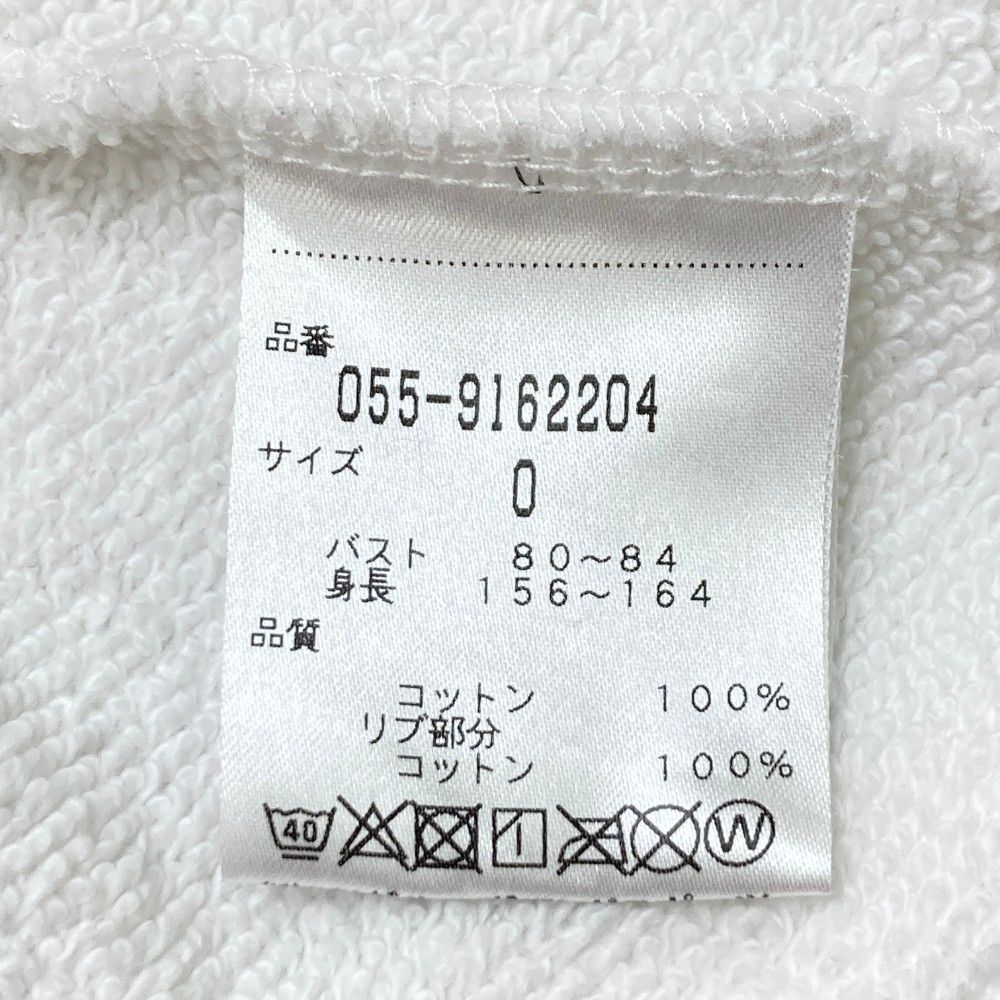 品番
055-9162204
サイズ
0
バスト 80~84
身長 156~164
品質
コットン 100%
リブ部分
コットン 100%
40 W